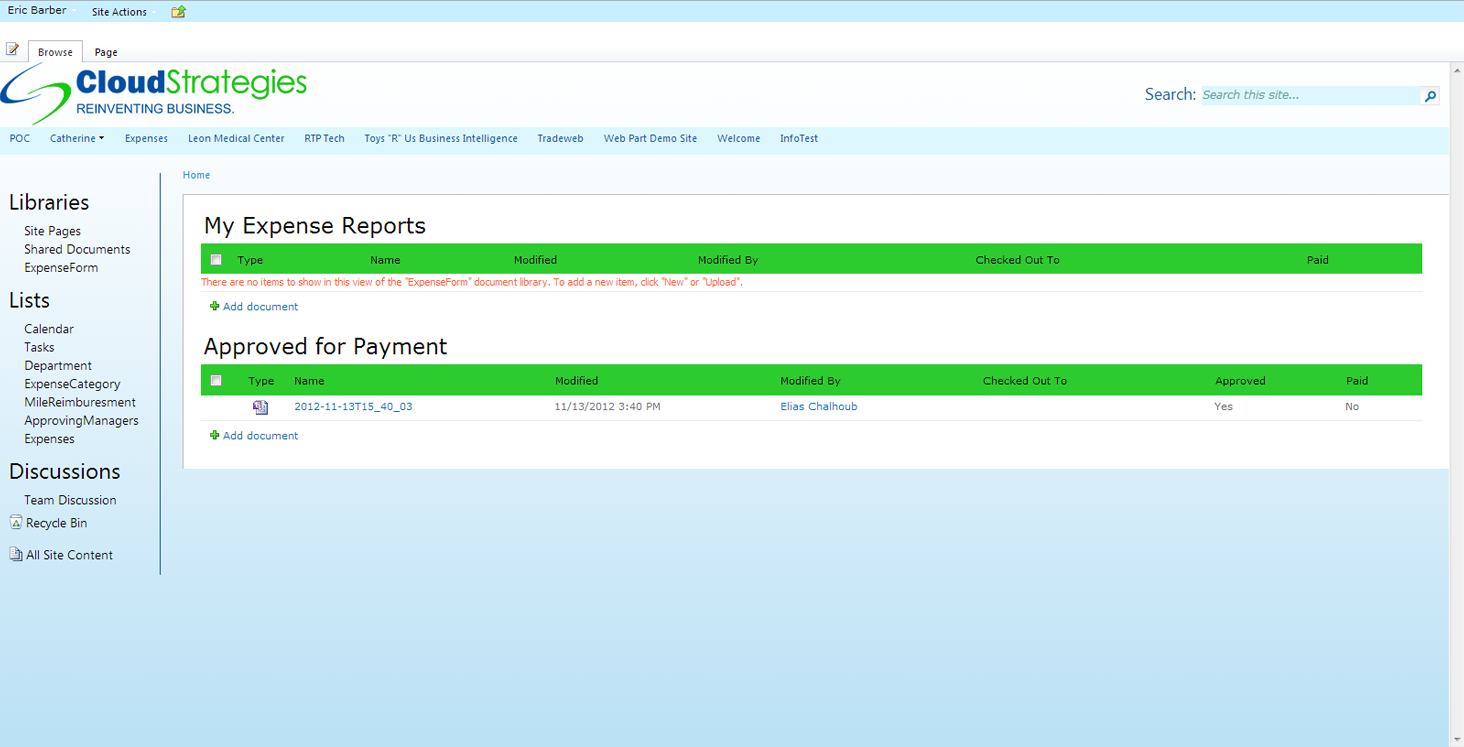 Eric Barber Site Actions
Browse Page
CloudStrategies
REINVENTING BUSINESS.
Search: Search this site...
POC Catherine Expenses Leon Medical Center RTP Tech Toys "R" Us Business Intelligence Tradeweb Web Part Demo Site Welcome InfoTest
Home
Libraries
Site Pages
Shared Documents
ExpenseForm
Lists
Calendar
Tasks
Department
ExpenseCategory
MileReimburesment
ApprovingManagers
Expenses
Discussions
Team Discussion
Recycle Bin
All Site Content
My Expense Reports
Type Name Modified Modified By Checked Out To Paid
There are no items to show in this view of the "ExpenseForm" document library. To add a new item, click "New" or "Upload".
Add document
Approved for Payment
Type Name Modified Modified By Checked Out To Approved Paid
2012-11-13T15_40_03 11/13/2012 3:40 PM Elias Chalhoub Yes No
Add document